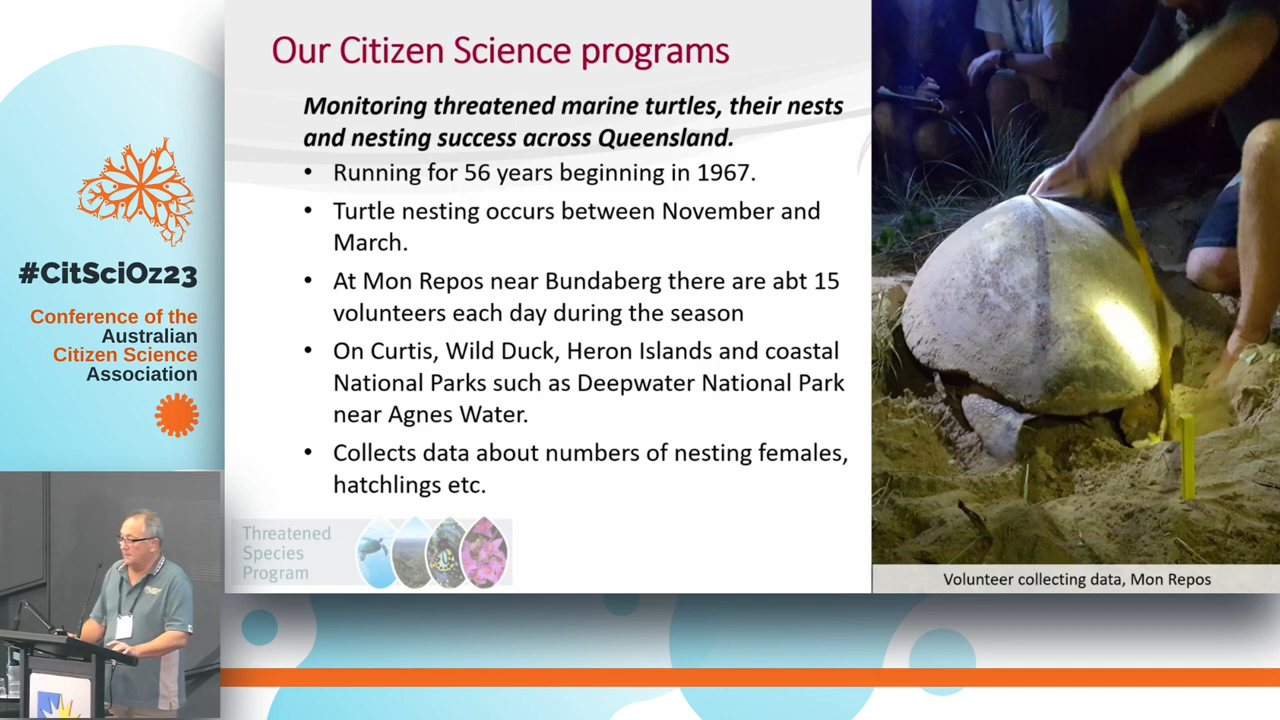 Our Citizen Science programs
Monitoring threatened marine turtles, their nests
and nesting success across Queensland.
• Running for 56 years beginning in 1967.
• Turtle nesting occurs between November and
March.
• At Mon Repos near Bundaberg there are abt 15
volunteers each day during the season
• On Curtis, Wild Duck, Heron Islands and coastal
National Parks such as Deepwater National Park
near Agnes Water.
• Collects data about numbers of nesting females,
hatchlings etc.
Threatened
Species
Program
Volunteer collecting data, Mon Repos
#CitSciOz23
Conference of the
Australian
Citizen Science
Association